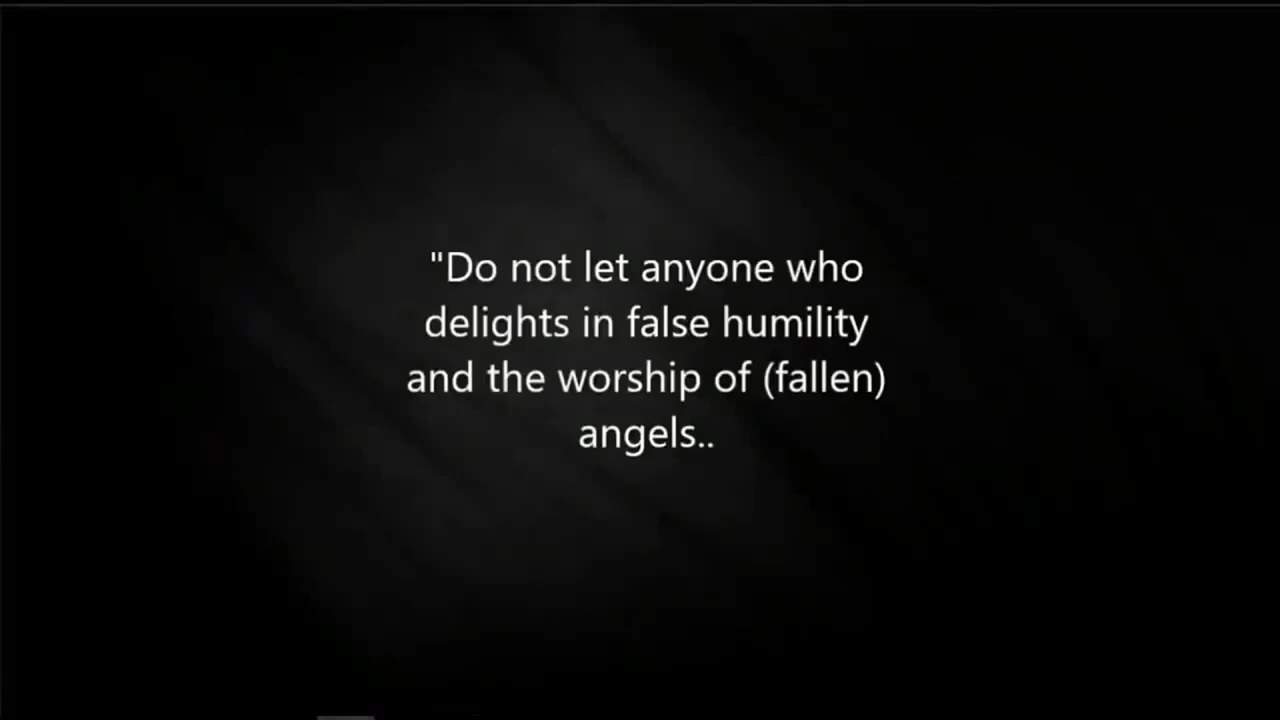 "Do not let anyone who
delights in false humility
and the worship of (fallen)
angels..